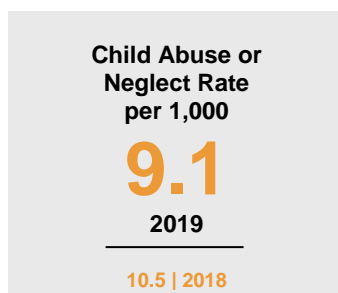 Child Abuse or
Neglect Rate
per 1,000
9.1
2019
10.5 | 2018